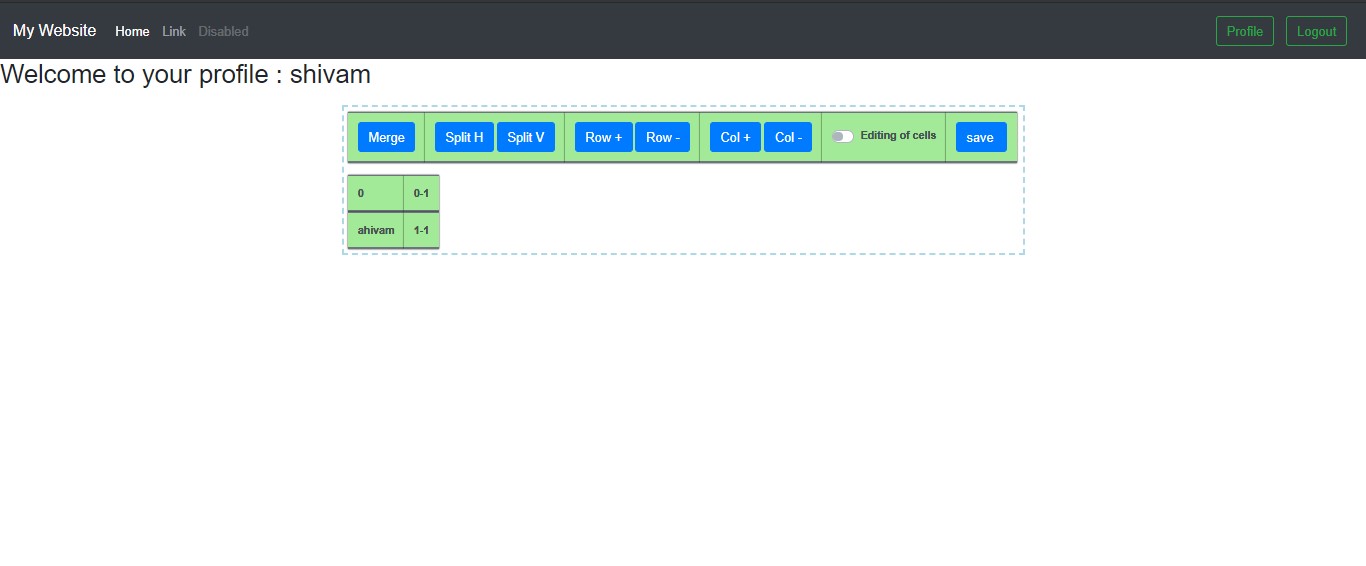 My Website Home Link Disabled Profile Logout
Welcome to your profile : shivam
Merge Split H Split V Row + Row - Col + Col - Editing of cells save
0 0-1
ahivam 1-1